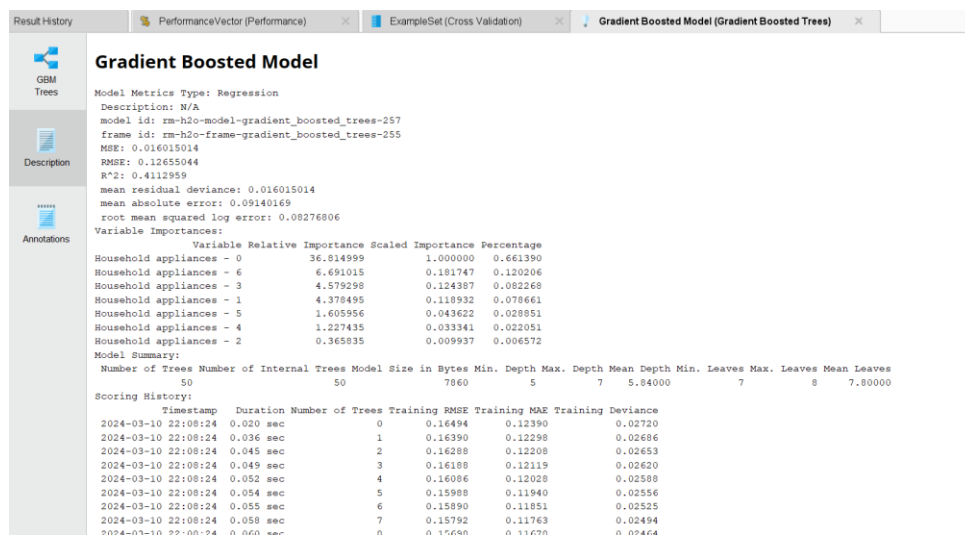 Result History
PerformanceVector (Performance)
ExampleSet (Cross Validation)
Gradient Boosted Model (Gradient Boosted Trees)
GBM
Trees
Description
Annotations
Gradient Boosted Model
Model Metrics Type: Regression
Description: N/A
model id: rm-h2o-model-gradient_boosted_trees-257
frame id: rm-h2o-frame-gradient_boosted_trees-255
MSE: 0.016015014
RMSE: 0.12655044
R^2: 0.4112959
mean residual deviance: 0.016015014
mean absolute error: 0.09140169
root mean squared log error: 0.08276806
Variable Importances:
Variable Relative Importance Scaled Importance Percentage
Household appliances - 0 36.814999 1.000000 0.661390
Household appliances - 6 6.691015 0.181747 0.120206
Household appliances - 3 4.579298 0.124387 0.082268
Household appliances - 1 4.378495 0.118932 0.078661
Household appliances - 5 1.605956 0.043622 0.028851
Household appliances - 4 1.227435 0.033341 0.022051
Household appliances - 2 0.365835 0.009937 0.006572
Model Summary:
Number of Trees Number of Internal Trees Model Size in Bytes Min. Depth Max. Depth Mean Depth Min. Leaves Max. Leaves Mean Leaves
50 50 7860 5 7 5.84000 7 8 7.80000
Scoring History:
Timestamp Duration Number of Trees Training RMSE Training MAE Training Deviance
2024-03-10 22:08:24 0.020 sec 0 0.16494 0.12390 0.02720
2024-03-10 22:08:24 0.036 sec 1 0.16390 0.12298 0.02686
2024-03-10 22:08:24 0.045 sec 2 0.16288 0.12208 0.02653
2024-03-10 22:08:24 0.049 sec 3 0.16188 0.12119 0.02620
2024-03-10 22:08:24 0.052 sec 4 0.16086 0.12028 0.02588
2024-03-10 22:08:24 0.054 sec 5 0.15988 0.11940 0.02556
2024-03-10 22:08:24 0.055 sec 6 0.15890 0.11851 0.02525
2024-03-10 22:08:24 0.058 sec 7 0.15792 0.11763 0.02494
2024-03-10 22:08:24 0.060 sec